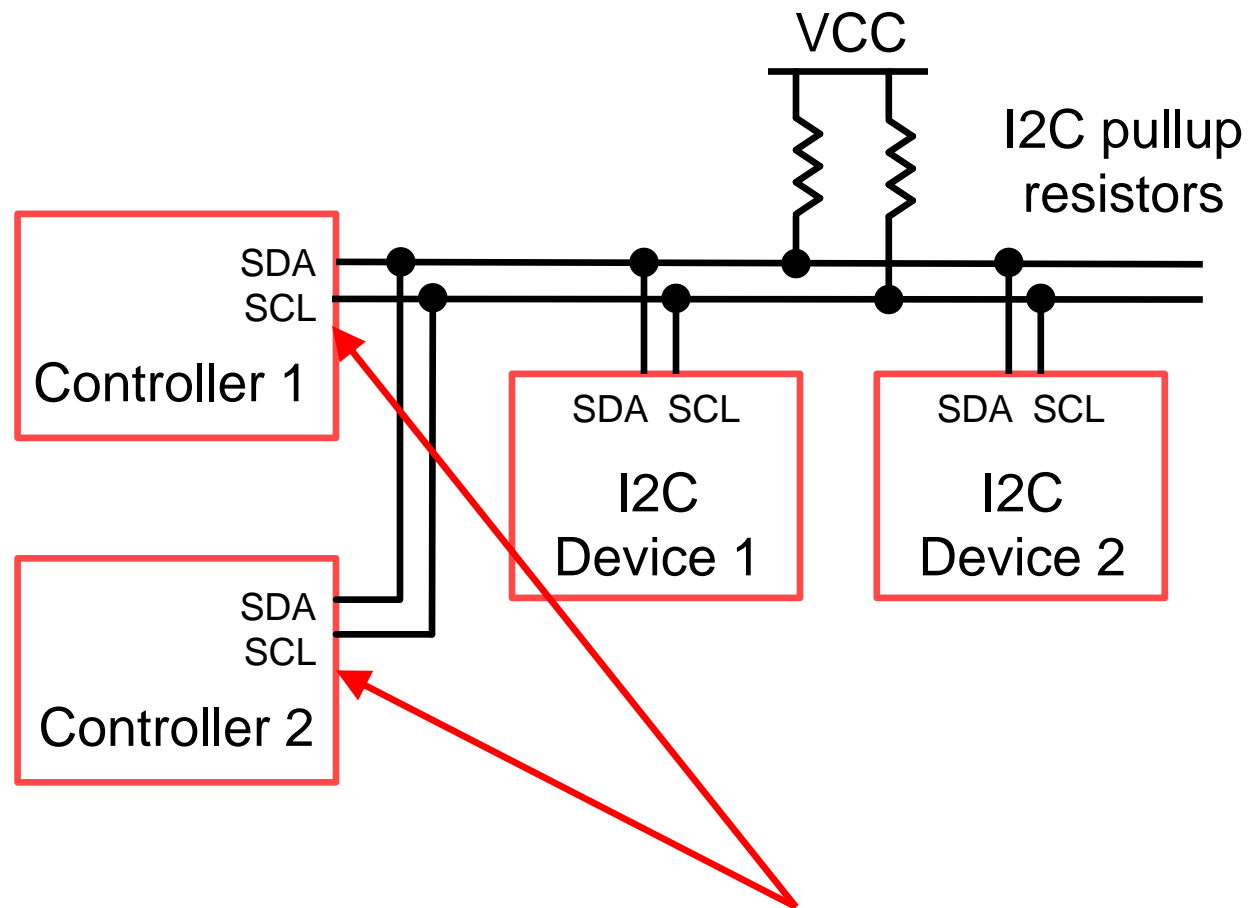 VCC
I2C pullup
resistors
SDA
SCL
Controller 1
SDA SCL
I2C
Device 1
SDA SCL
I2C
Device 2
SDA
SCL
Controller 2